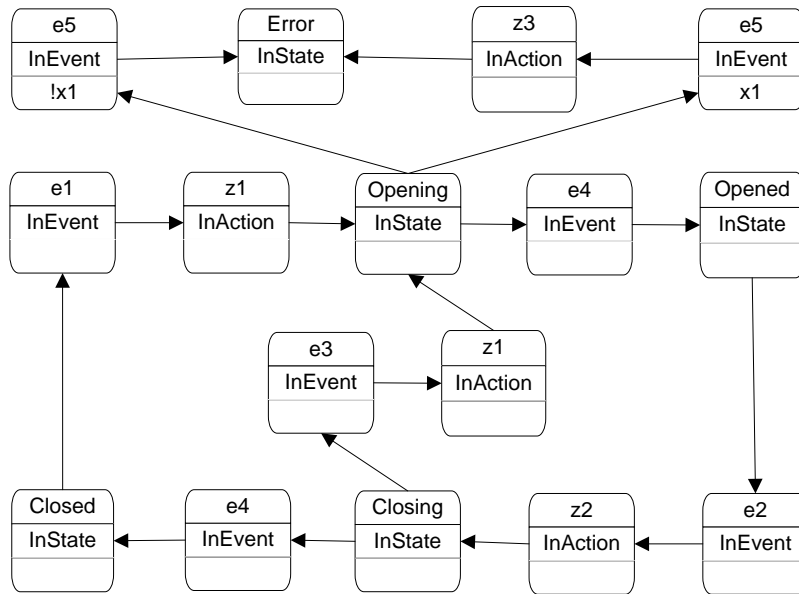 e5
InEvent
!x1
Error
InState
z3
InAction
e5
InEvent
x1
e1
InEvent
z1
InAction
Opening
InState
e4
InEvent
Opened
InState
e3
InEvent
z1
InAction
Closed
InState
e4
InEvent
Closing
InState
z2
InAction
e2
InEvent